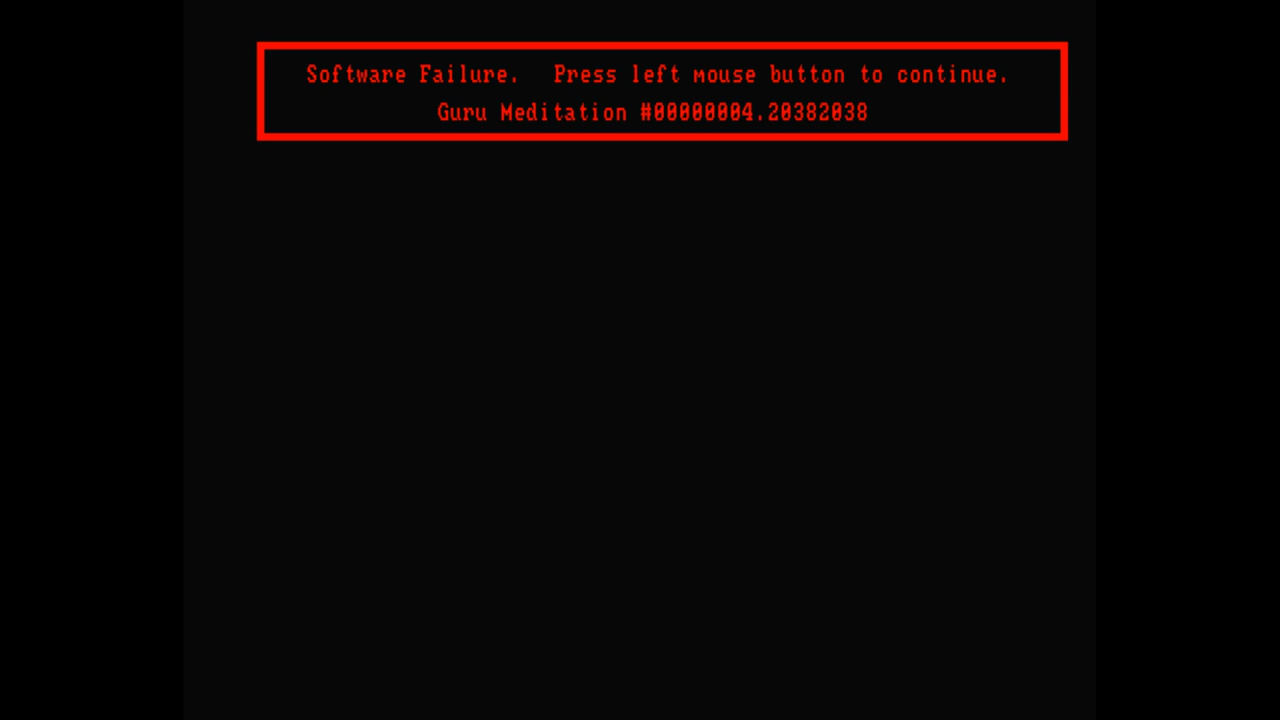 Software Failure.   Press left mouse button to continue.
Guru Meditation #00000004.20382038